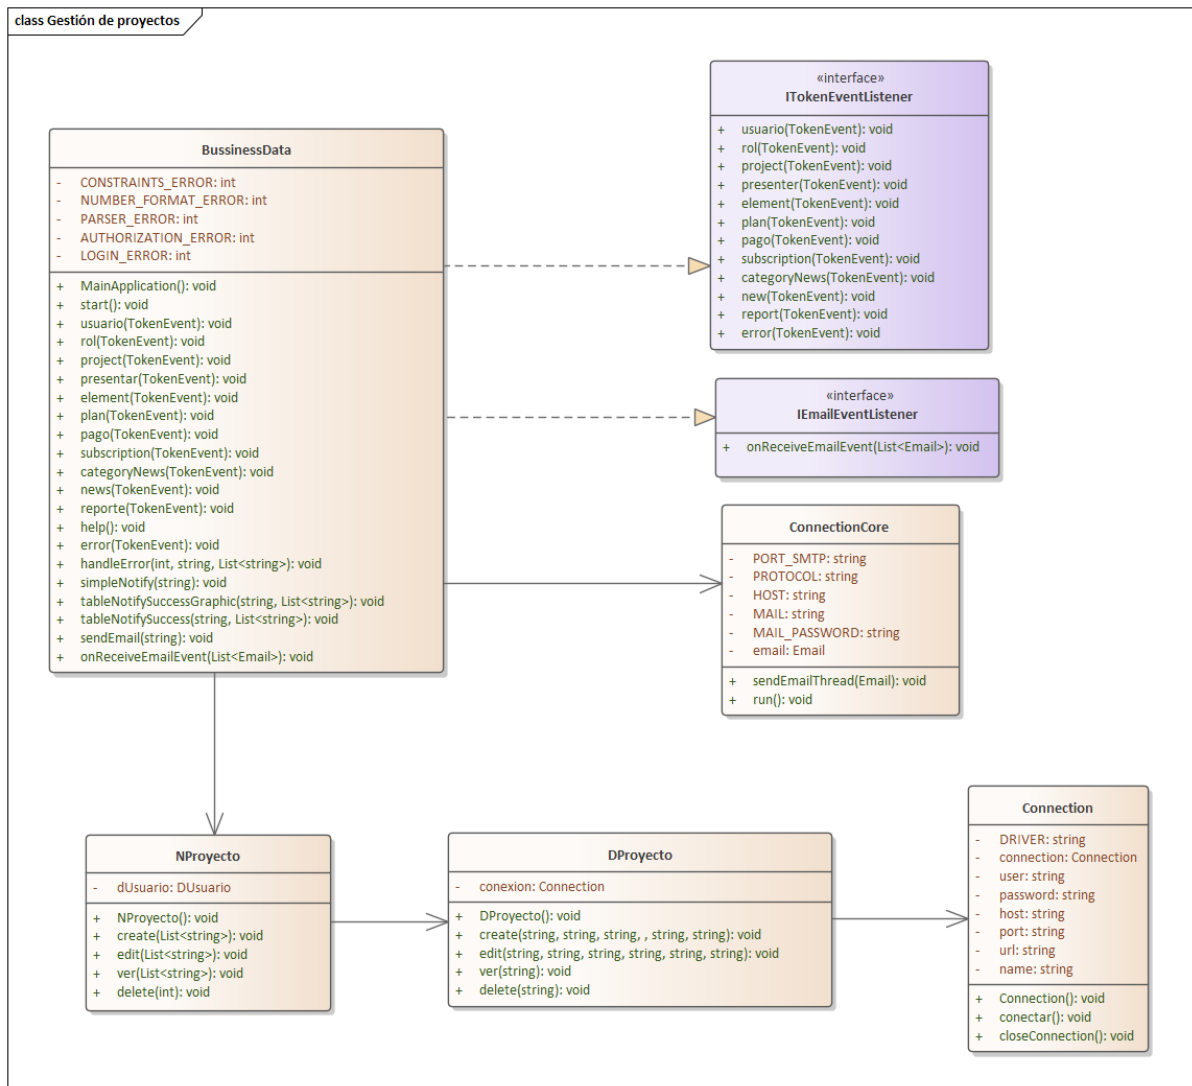 class Gestión de proyectos
BussinessData
- CONSTRAINTS_ERROR: int
- NUMBER_FORMAT_ERROR: int
- PARSER_ERROR: int
- AUTHORIZATION_ERROR: int
- LOGIN_ERROR: int
+ MainApplication(): void
+ start(): void
+ usuario(TokenEvent): void
+ rol(TokenEvent): void
+ project(TokenEvent): void
+ presentar(TokenEvent): void
+ element(TokenEvent): void
+ plan(TokenEvent): void
+ pago(TokenEvent): void
+ subscription(TokenEvent): void
+ categoryNews(TokenEvent): void
+ news(TokenEvent): void
+ reporte(TokenEvent): void
+ help(): void
+ error(TokenEvent): void
+ handleError(int, string, List<string>): void
+ simpleNotify(string): void
+ tableNotifySuccessGraphic(string, List<string>): void
+ tableNotifySuccess(string, List<string>): void
+ sendEmail(string): void
+ onReceiveEmailEvent(List<Email>): void
«interface»
ITokenEventListener
+ usuario(TokenEvent): void
+ rol(TokenEvent): void
+ project(TokenEvent): void
+ presenter(TokenEvent): void
+ element(TokenEvent): void
+ plan(TokenEvent): void
+ pago(TokenEvent): void
+ subscription(TokenEvent): void
+ categoryNews(TokenEvent): void
+ new(TokenEvent): void
+ report(TokenEvent): void
+ error(TokenEvent): void
«interface»
IEmailEventListener
+ onReceiveEmailEvent(List<Email>): void
ConnectionCore
- PORT_SMTP: string
- PROTOCOL: string
- HOST: string
- MAIL: string
- MAIL_PASSWORD: string
- email: Email
+ sendEmailThread(Email): void
+ run(): void
NProyecto
- dUsuario: DUsuario
+ NProyecto(): void
+ create(List<string>): void
+ edit(List<string>): void
+ ver(List<string>): void
+ delete(int): void
DProyecto
- conexion: Connection
+ DProyecto(): void
+ create(string, string, string, , string, string): void
+ edit(string, string, string, string, string, string): void
+ ver(string): void
+ delete(string): void
Connection
- DRIVER: string
- connection: Connection
- user: string
- password: string
- host: string
- port: string
- url: string
- name: string
+ Connection(): void
+ conectar(): void
+ closeConnection(): void